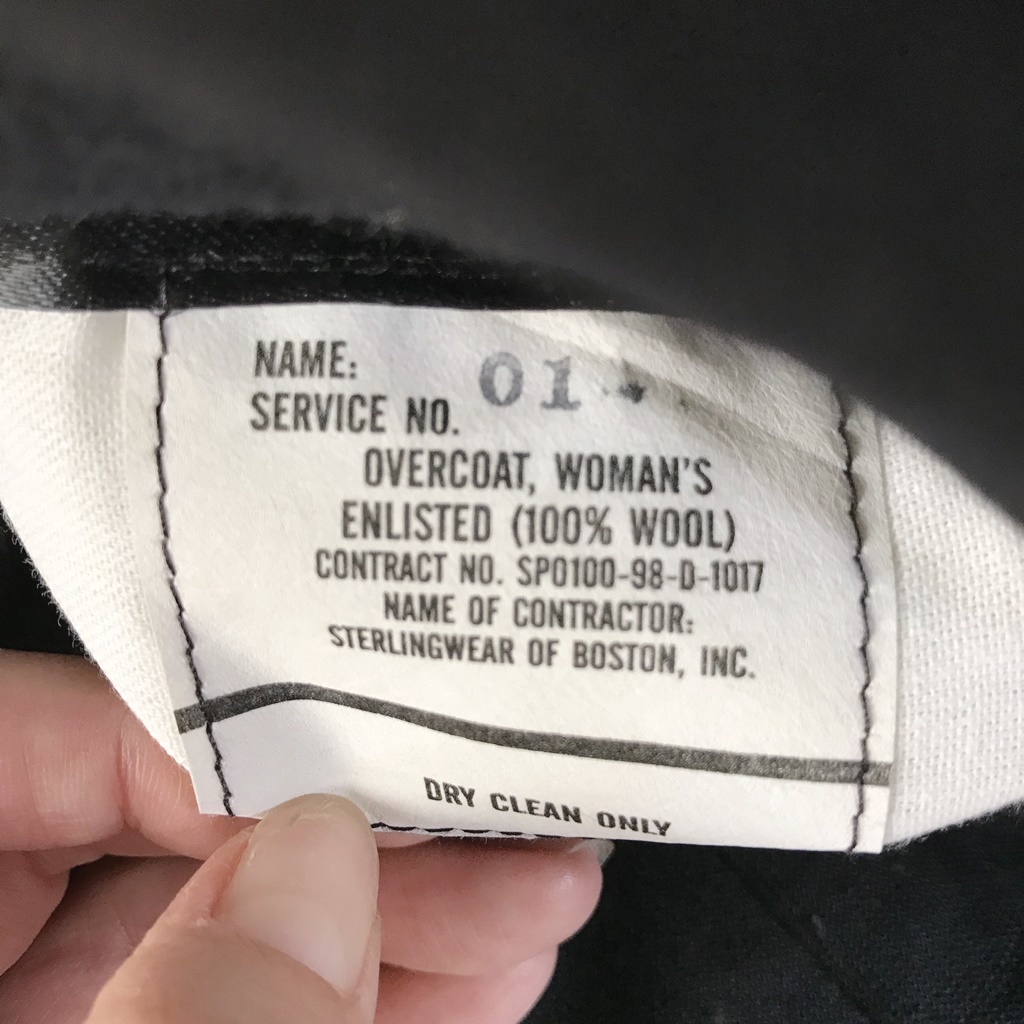 NAME: 01
SERVICE NO.
OVERCOAT, WOMAN'S
ENLISTED (100% WOOL)
CONTRACT NO. SP0100-98-D-1017
NAME OF CONTRACTOR:
STERLINGWEAR OF BOSTON, INC.
DRY CLEAN ONLY